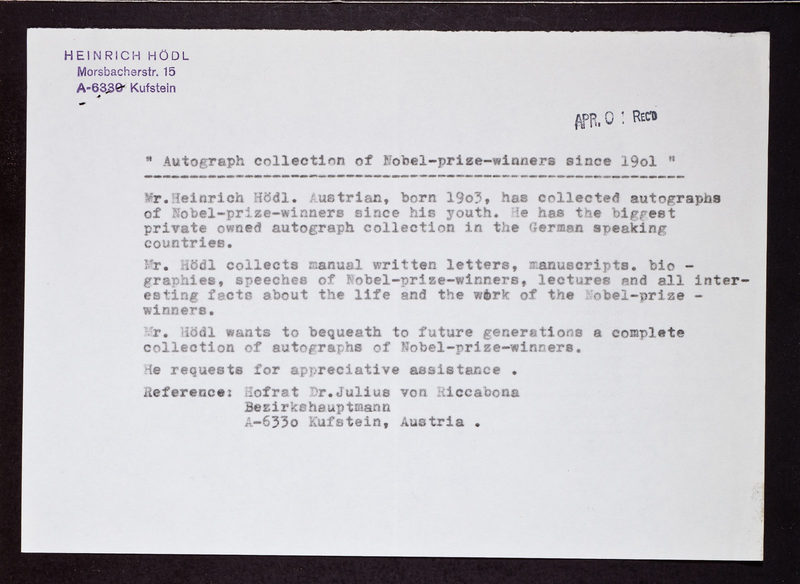 HEINRICH HÖDL
Morsbacherstr. 15
A-6330 Kufstein
APR. 01 REC'D
" Autograph collection of Nobel-prize-winners since 19o1 "
Mr.Heinrich Hödl. Austrian, born 19o3, has collected autographs
of Nobel-prize-winners since his youth. He has the biggest
private owned autograph collection in the German speaking
countries.
Mr. Hödl collects manual written letters, manuscripts. bio -
graphies, speeches of Nobel-prize-winners, lectures and all inter-
esting facts about the life and the work of the Nobel-prize -
winners.
Mr. Hödl wants to bequeath to future generations a complete
collection of autographs of Nobel-prize-winners.
He requests for appreciative assistance .
Reference: Hofrat Dr.Julius von Riccabona
Bezirkshauptmann
A-633o Kufstein, Austria .